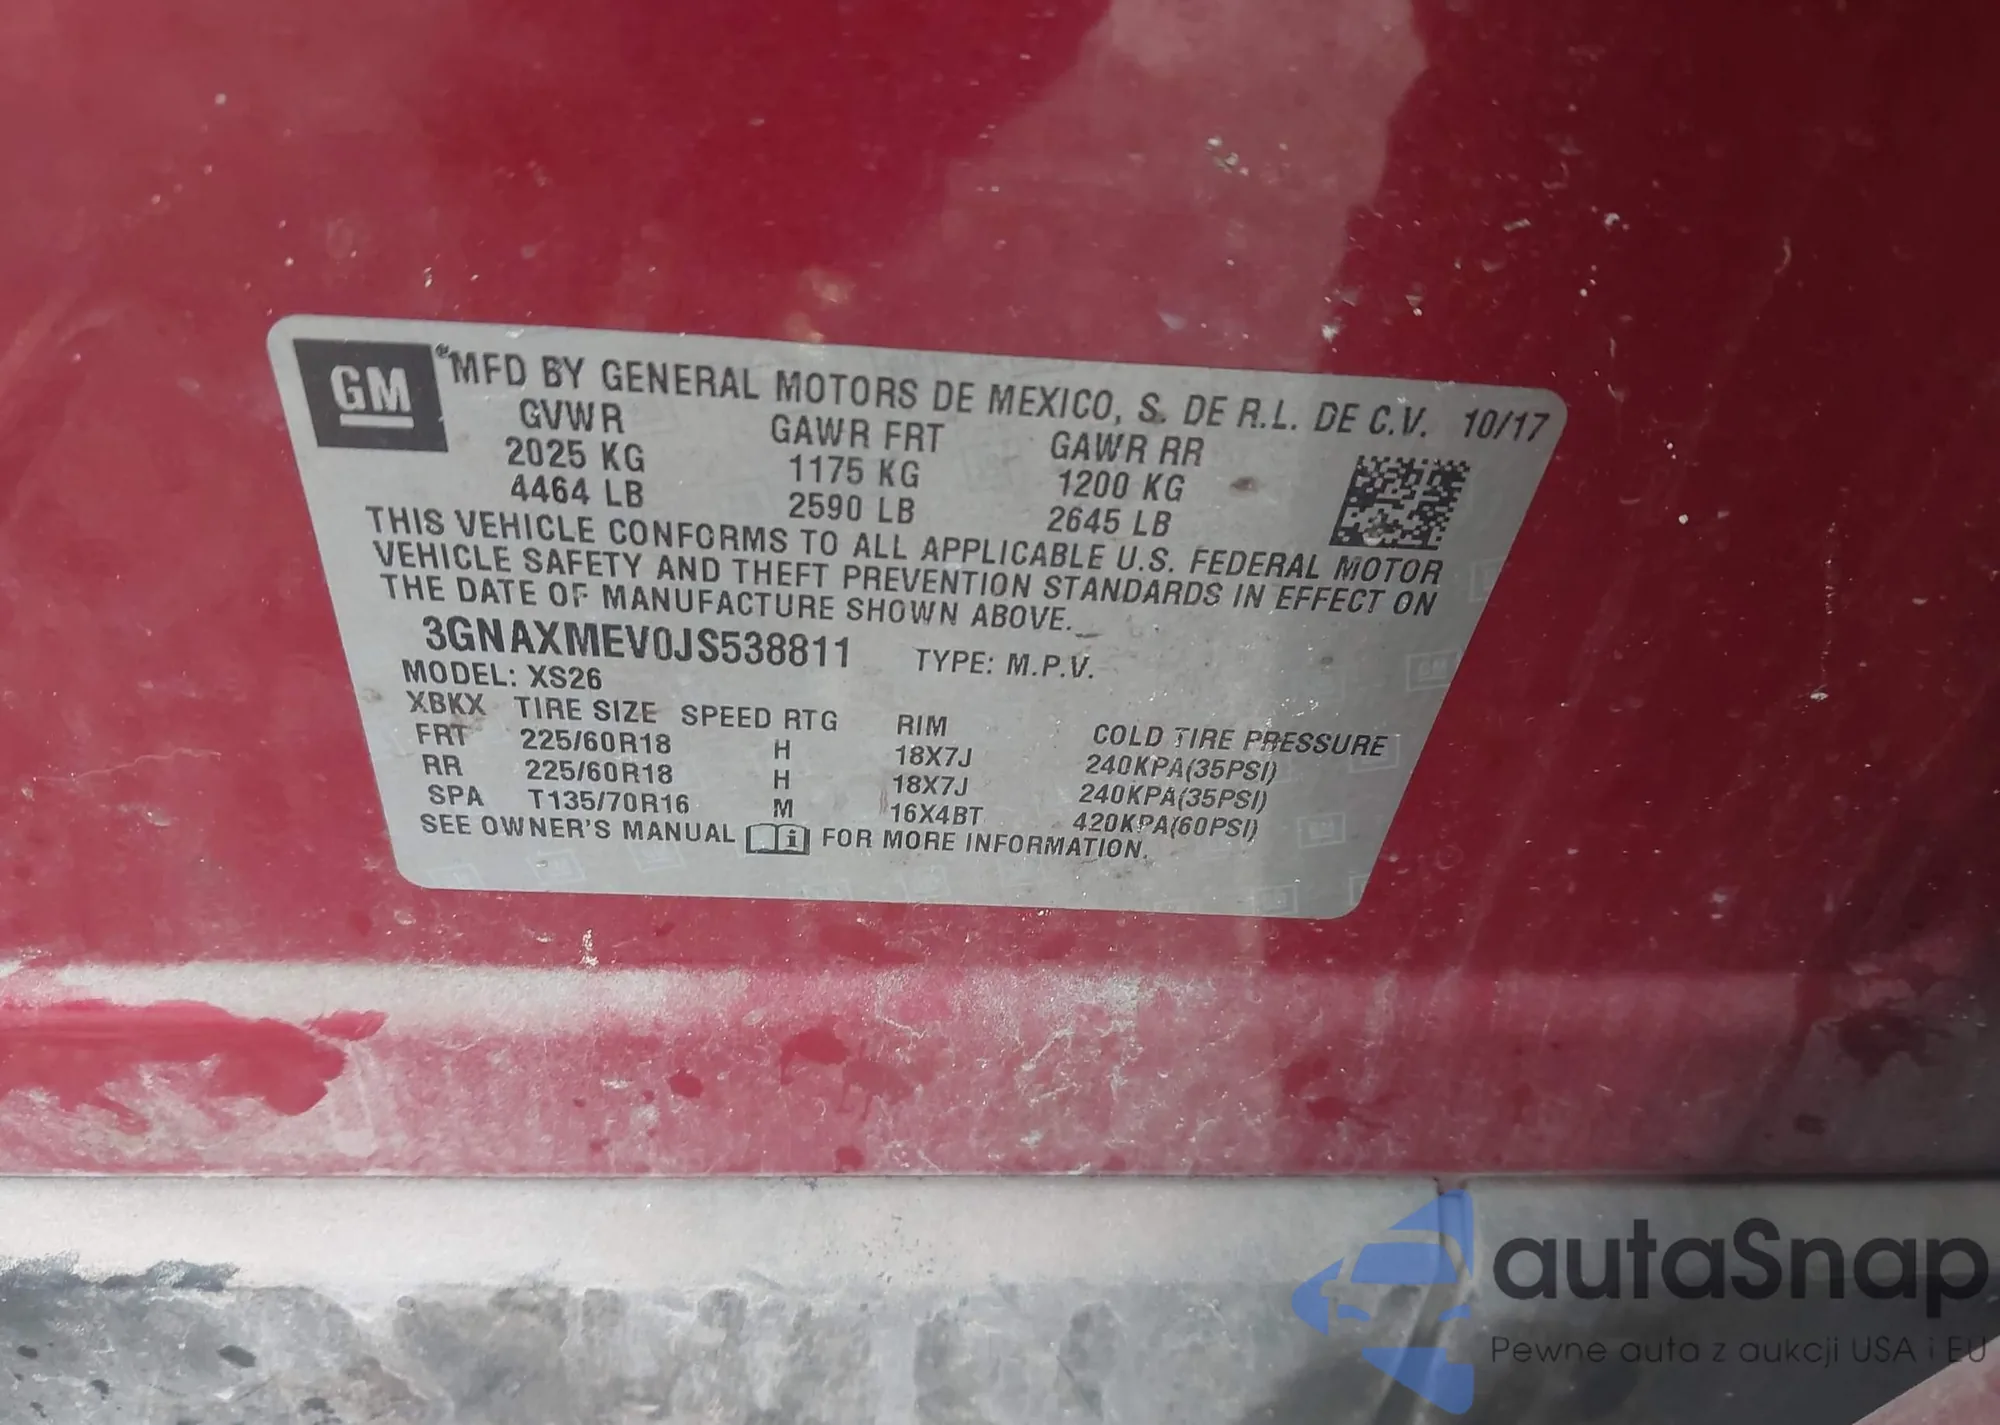 GM
®MFD BY GENERAL MOTORS DE MEXICO, S. DE R.L. DE C.V. 10/17
GVWR GAWR FRT GAWR RR
2025 KG 1175 KG 1200 KG
4464 LB 2590 LB 2645 LB
THIS VEHICLE CONFORMS TO ALL APPLICABLE U.S. FEDERAL MOTOR
VEHICLE SAFETY AND THEFT PREVENTION STANDARDS IN EFFECT ON
THE DATE OF MANUFACTURE SHOWN ABOVE.
3GNAXMEV0JS538811 TYPE: M.P.V.
MODEL: XS26
XBKX TIRE SIZE SPEED RTG RIM COLD TIRE PRESSURE
FRT 225/60R18 H 18X7J 240KPA(35PSI)
RR 225/60R18 H 18X7J 240KPA(35PSI)
SPA T135/70R16 M 16X4BT 420KPA(60PSI)
SEE OWNER'S MANUAL i FOR MORE INFORMATION.
autaSnap
Pewne auta z aukcji USA i EU